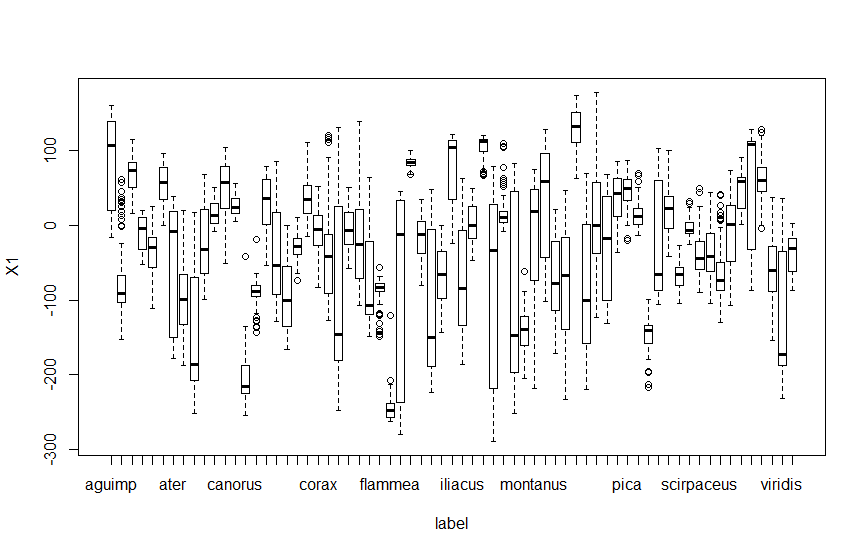 100
0
-100
-200
-300
X1
aguimp ater canorus corax flammea iliacus montanus pica scirpaceus viridis
label